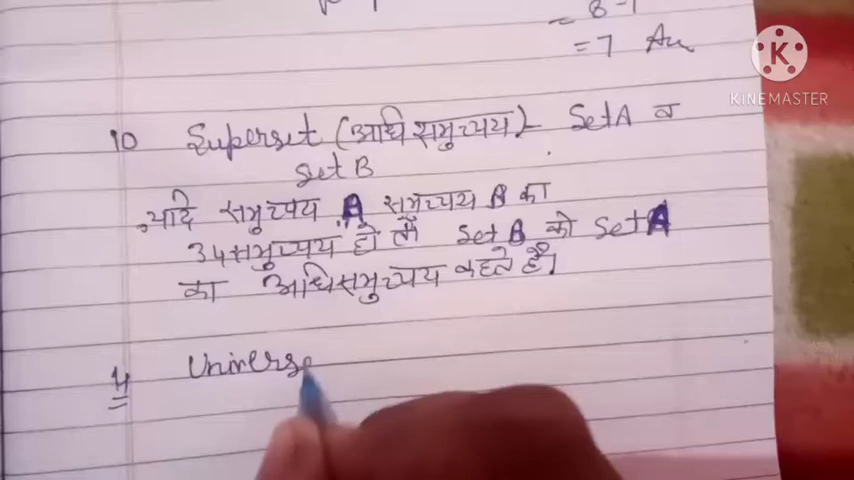 = 8-1
= 7 Am
KINEMASTER
10 Superset (अधिसमुच्चय) - Set A व
set B
यदि समुच्चय A समुच्चय B का
उपसमुच्चय हो तो Set B को Set A
का अधिसमुच्चय कहते हैं।
11 Universe